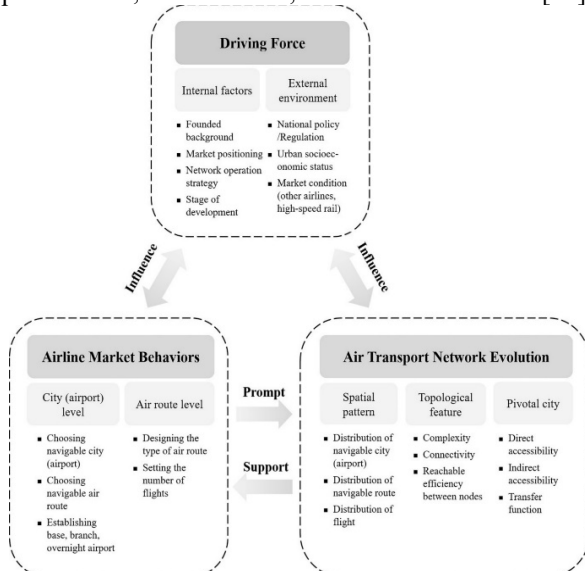 Driving Force
Internal factors
External
environment
▪ Founded
background
▪ Market positioning
▪ Network operation
strategy
▪ Stage of
development
▪ National policy
/Regulation
▪ Urban socioec-
onomic status
▪ Market condition
(other airlines,
high-speed rail)
Influence
Influence
Airline Market Behaviors
City (airport)
level
Air route level
▪ Choosing
navigable city
(airport)
▪ Choosing
navigable air
route
▪ Establishing
base, branch,
overnight airport
▪ Designing the
type of air route
▪ Setting the
number of
flights
Prompt
Support
Air Transport Network Evolution
Spatial
pattern
Topological
feature
Pivotal city
▪ Distribution of
navigable city
(airport)
▪ Distribution of
navigable route
▪ Distribution of
flight
▪ Complexity
▪ Connectivity
▪ Reachable
efficiency
between nodes
▪ Direct
accessibility
▪ Indirect
accessibility
▪ Transfer
function